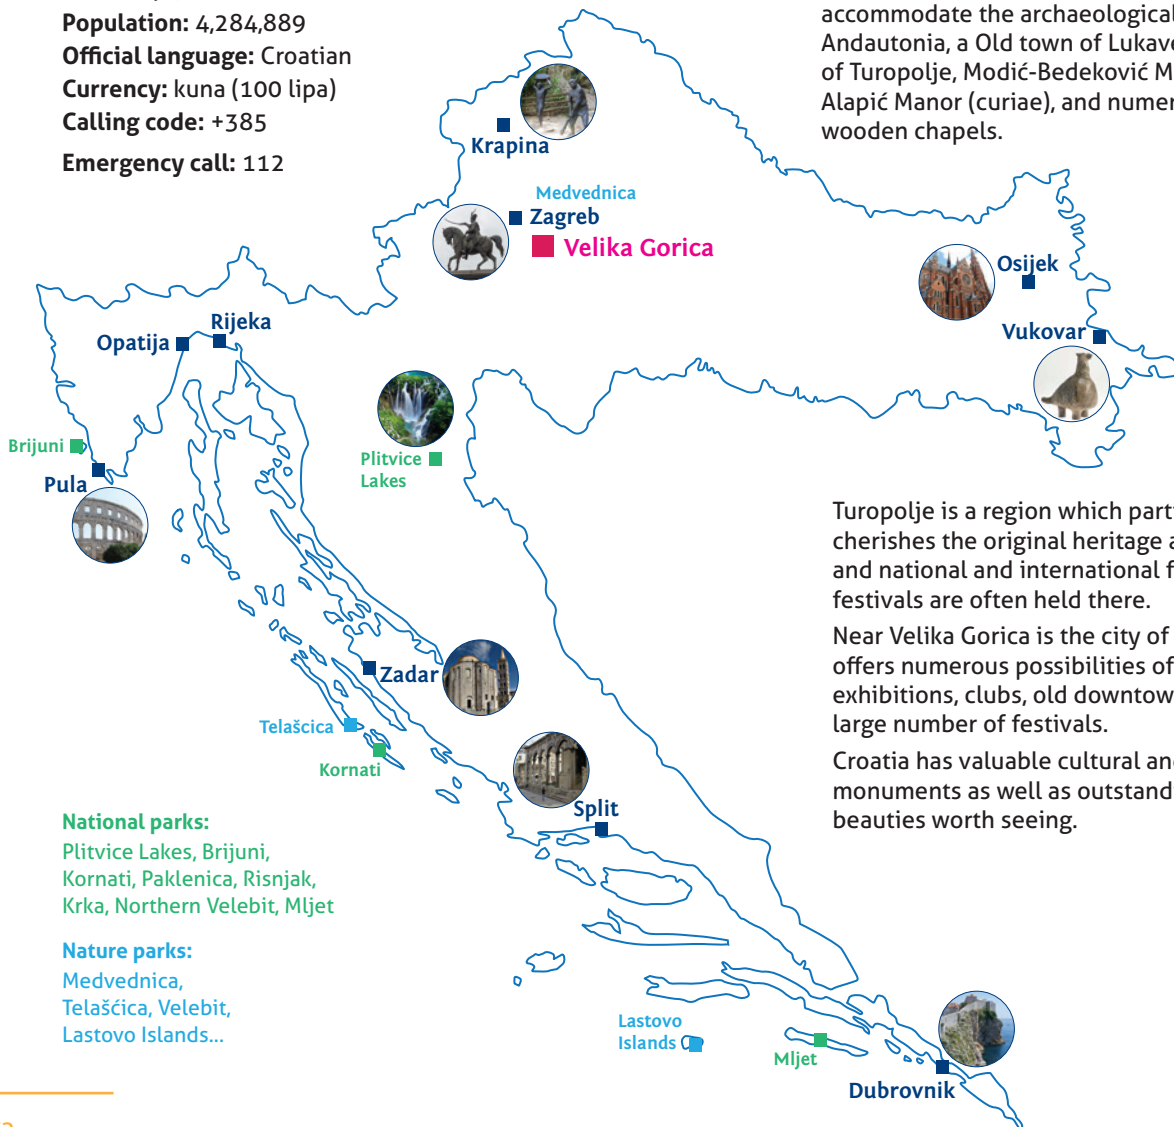 Population: 4,284,889
Official language: Croatian
Currency: kuna (100 lipa)
Calling code: +385
Emergency call: 112
accommodate the archaeological
Andautonia, a Old town of
of Turopolje, Modić-Bedeković
Alapić Manor (curiae), and
wooden chapels.
Krapina
Medvednica
Zagreb
Velika Gorica
Osijek
Vukovar
Rijeka
Opatija
Brijuni
Pula
Plitvice
Lakes
Turopolje is a region which
cherishes the original heritage
and national and international
festivals are often held there.
Near Velika Gorica is the city of
offers numerous possibilities of
exhibitions, clubs, old
large number of festivals.
Croatia has valuable cultural
monuments as well as
beauties worth seeing.
Zadar
Telašcica
Kornati
Split
National parks:
Plitvice Lakes, Brijuni,
Kornati, Paklenica, Risnjak,
Krka, Northern Velebit, Mljet
Nature parks:
Medvednica,
Telašćica, Velebit,
Lastovo Islands...
Lastovo
Islands
Mljet
Dubrovnik